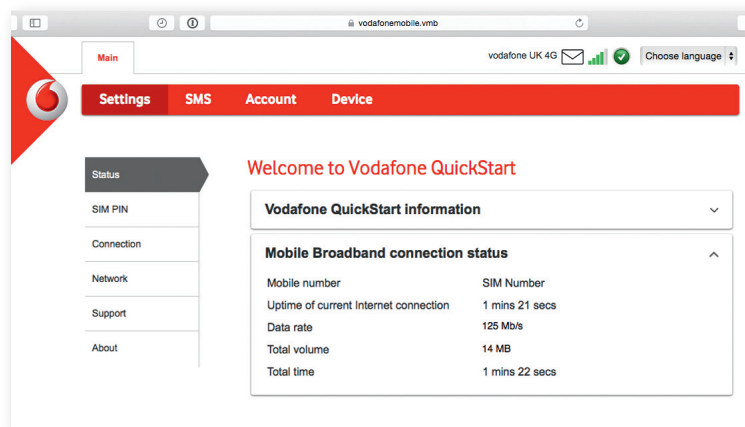 vodafonemobile.vmb
Main
vodafone UK 4G
Choose language
Settings SMS Account Device
Status
SIM PIN
Connection
Network
Support
About
Welcome to Vodafone QuickStart
Vodafone QuickStart information
Mobile Broadband connection status
Mobile number SIM Number
Uptime of current Internet connection 1 mins 21 secs
Data rate 125 Mb/s
Total volume 14 MB
Total time 1 mins 22 secs